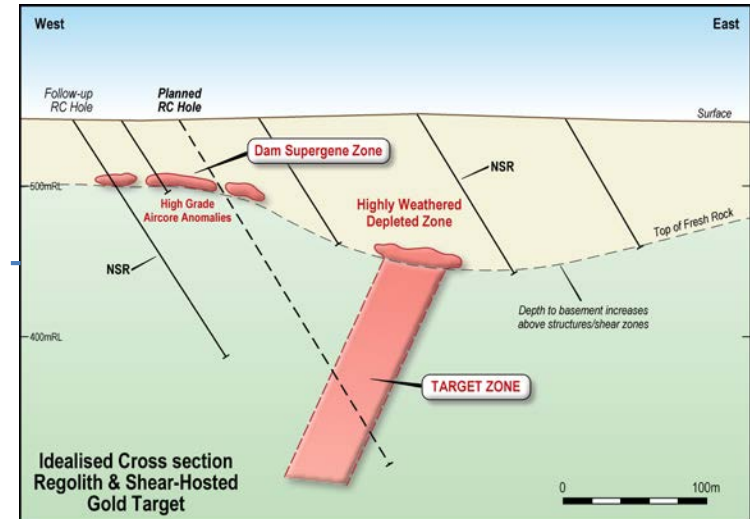 West
East
Follow-up
RC Hole
Planned
RC Hole
Surface
Dam Supergene Zone
NSR
500mRL
High Grade
Aircore Anomalies
Highly Weathered
Depleted Zone
Top of Fresh Rock
NSR
Depth to basement increases
above structures/shear zones
400mRL
TARGET ZONE
Idealised Cross section
Regolith & Shear-Hosted
Gold Target
0
100m